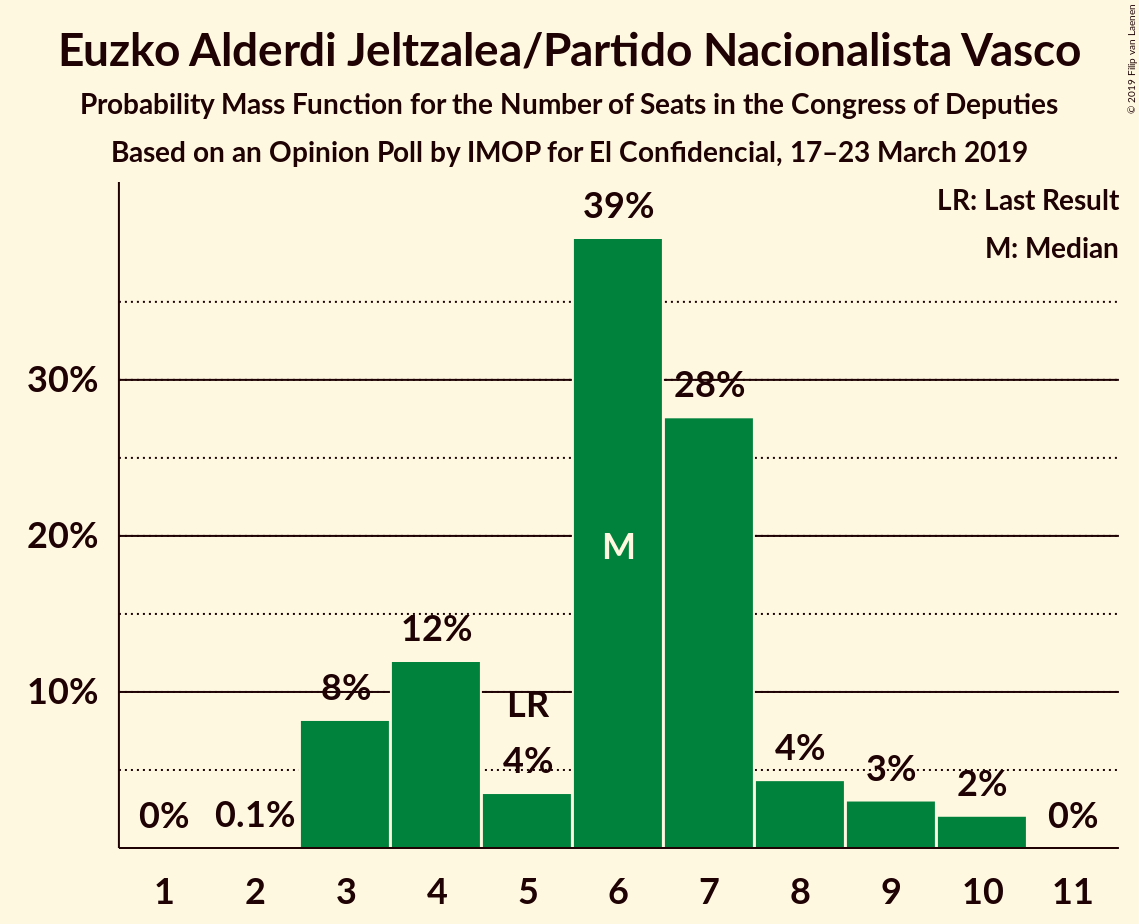 Euzko Alderdi Jeltzalea/Partido Nacionalista Vasco
Probability Mass Function for the Number of Seats in the Congress of Deputies
Based on an Opinion Poll by IMOP for El Confidencial, 17–23 March 2019
© 2019 Filip van Laenen
LR: Last Result
M: Median
39%
30%
28%
20%
M
12%
10%
8%
LR
4%
4%
3%
2%
0%
0.1%
0%
1 2 3 4 5 6 7 8 9 10 11